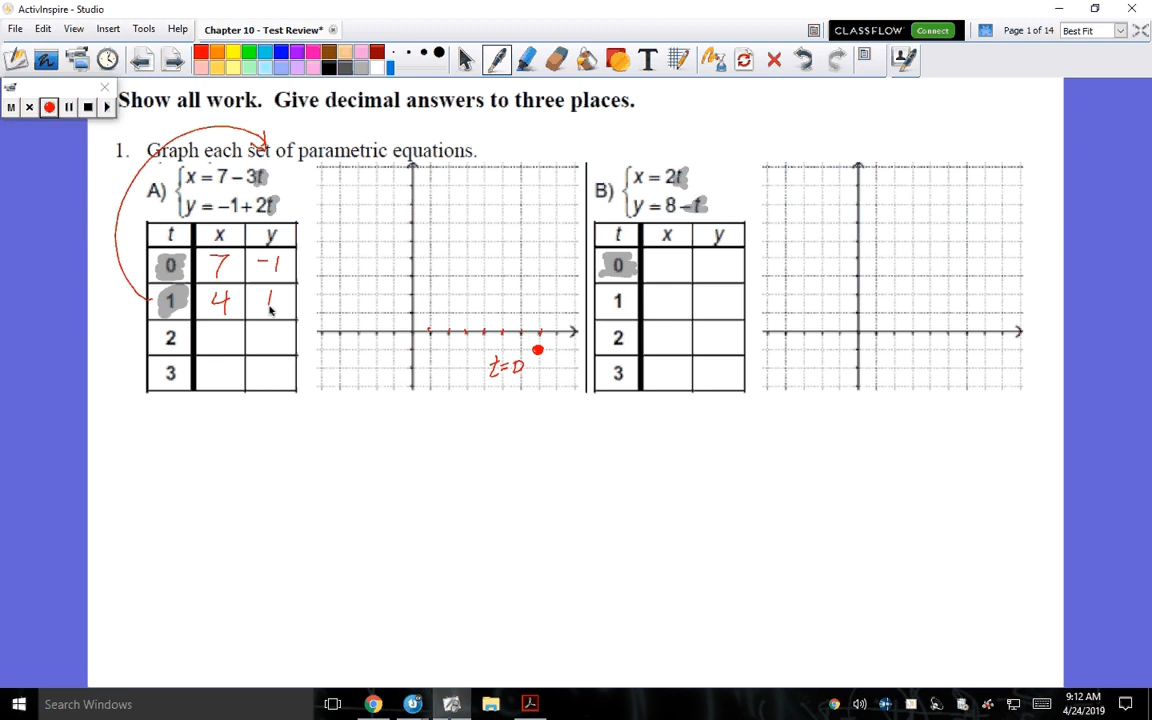 ActivInspire - Studio
File Edit View Insert Tools Help Chapter 10 - Test Review* CLASSFLOW Connect Page 1 of 14 Best Fit
M
Show all work. Give decimal answers to three places.
1. Graph each set of parametric equations.
A) {x = 7 – 3t
y = –1 + 2t
t x y
0 7 -1
1 4 1
2
3
t=0
B) {x = 2t
y = 8 – t
t x y
0
1
2
3
Search Windows
9:12 AM
4/24/2019